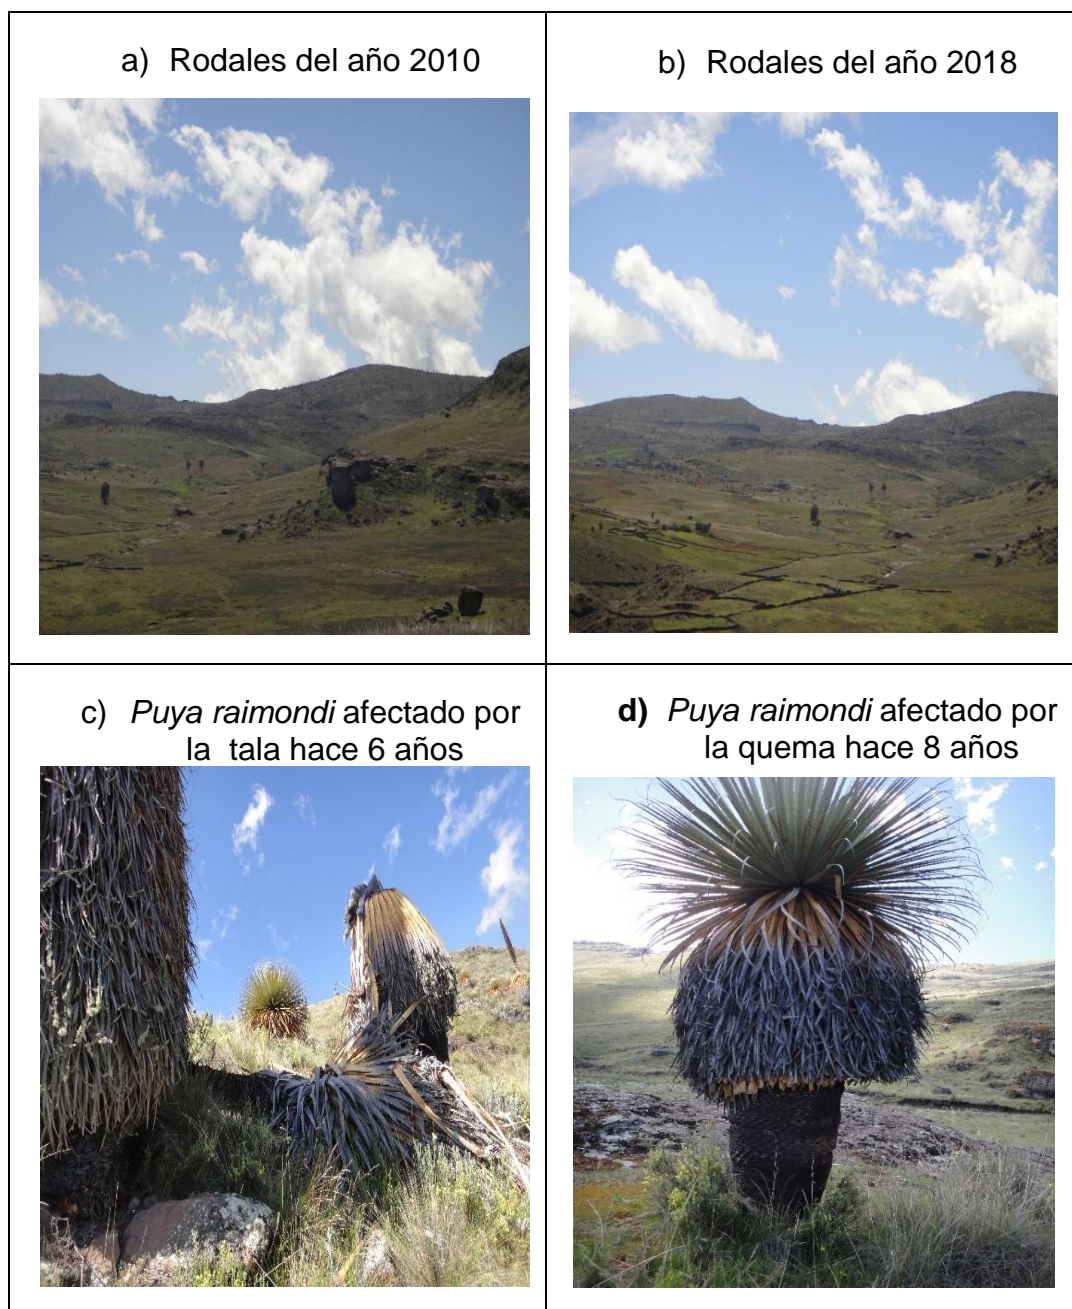 a) Rodales del año 2010
b) Rodales del año 2018
c) Puya raimondi afectado por
la tala hace 6 años
d) Puya raimondi afectado por
la quema hace 8 años